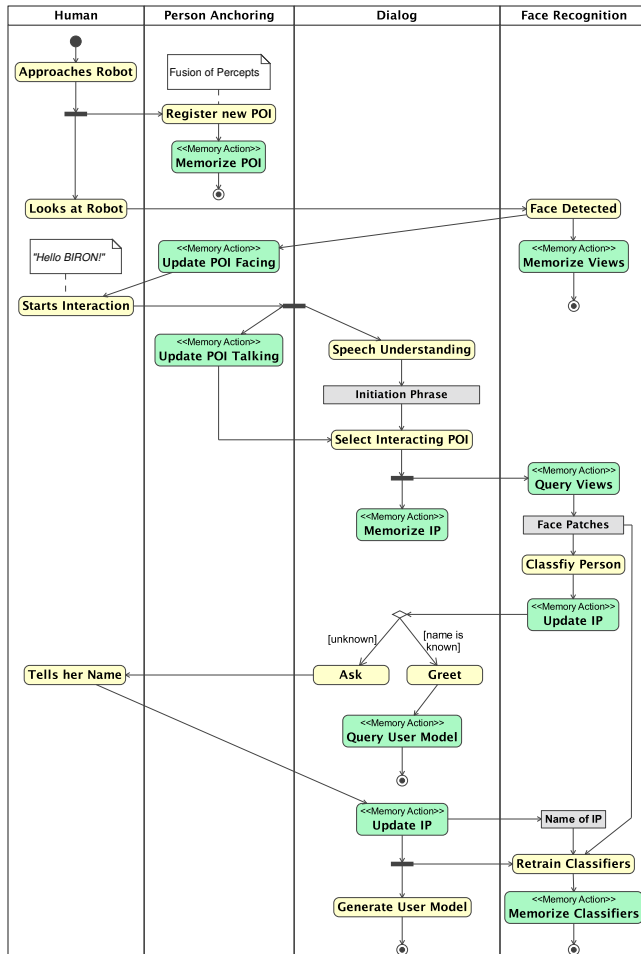 Human
Person Anchoring
Dialog
Face Recognition
Approaches Robot
Fusion of Percepts
Register new POI
<<Memory Action>>
Memorize POI
Looks at Robot
Face Detected
"Hello BIRON!"
<<Memory Action>>
Update POI Facing
<<Memory Action>>
Memorize Views
Starts Interaction
<<Memory Action>>
Update POI Talking
Speech Understanding
Initiation Phrase
Select Interacting POI
<<Memory Action>>
Query Views
<<Memory Action>>
Memorize IP
Face Patches
Classfiy Person
<<Memory Action>>
Update IP
[unknown]
[name is
known]
Tells her Name
Ask
Greet
<<Memory Action>>
Query User Model
<<Memory Action>>
Update IP
Name of IP
Retrain Classifiers
Generate User Model
<<Memory Action>>
Memorize Classifiers